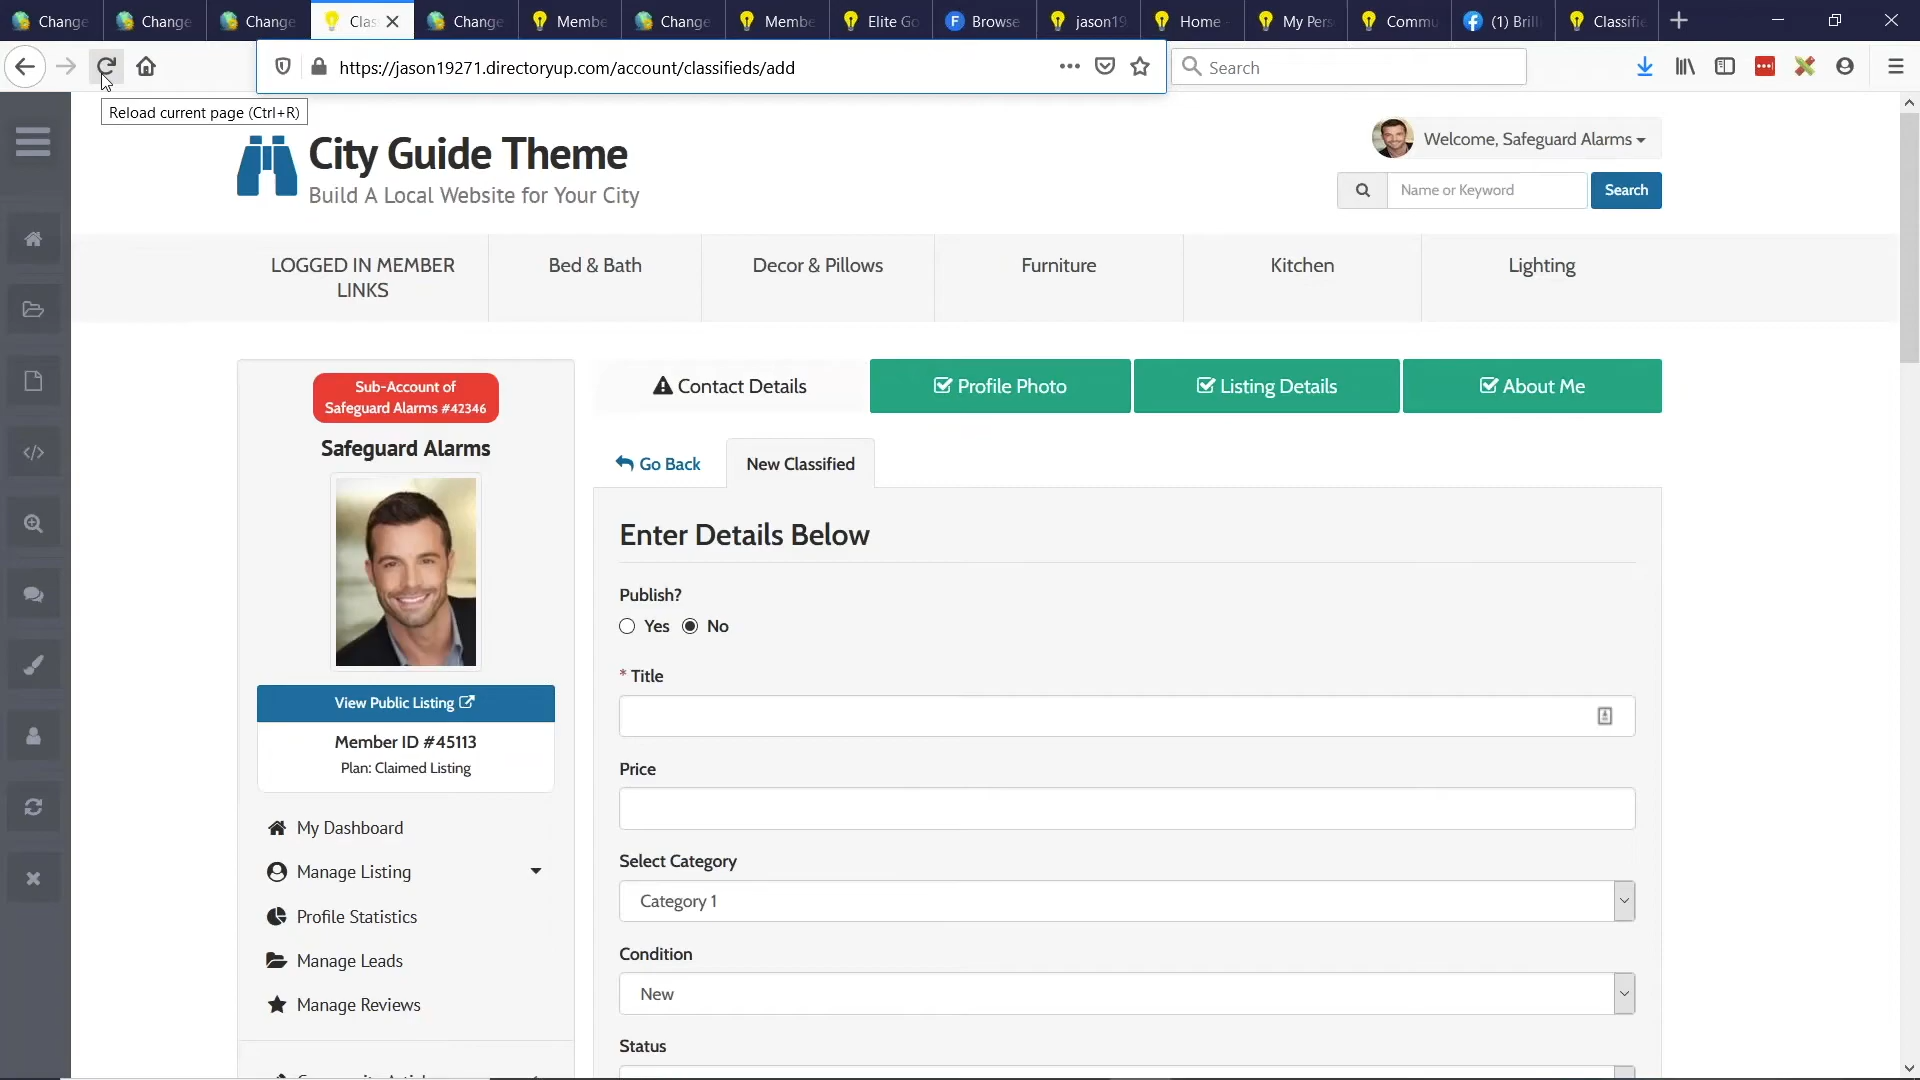 Change
Change
Change
Clas
Change
Membe
Change
Membe
Elite Go
Browse
jason19
Home
My Pers
Commu
(1) Brill
Classifie
https://jason19271.directoryup.com/account/classifieds/add
Search
Reload current page (Ctrl+R)
City Guide Theme
Build A Local Website for Your City
Welcome, Safeguard Alarms
Name or Keyword
Search
LOGGED IN MEMBER LINKS
Bed & Bath
Decor & Pillows
Furniture
Kitchen
Lighting
Sub-Account of
Safeguard Alarms #42346
Safeguard Alarms
View Public Listing
Member ID #45113
Plan: Claimed Listing
My Dashboard
Manage Listing
Profile Statistics
Manage Leads
Manage Reviews
Contact Details
Profile Photo
Listing Details
About Me
Go Back
New Classified
Enter Details Below
Publish?
Yes
No
* Title
Price
Select Category
Category 1
Condition
New
Status